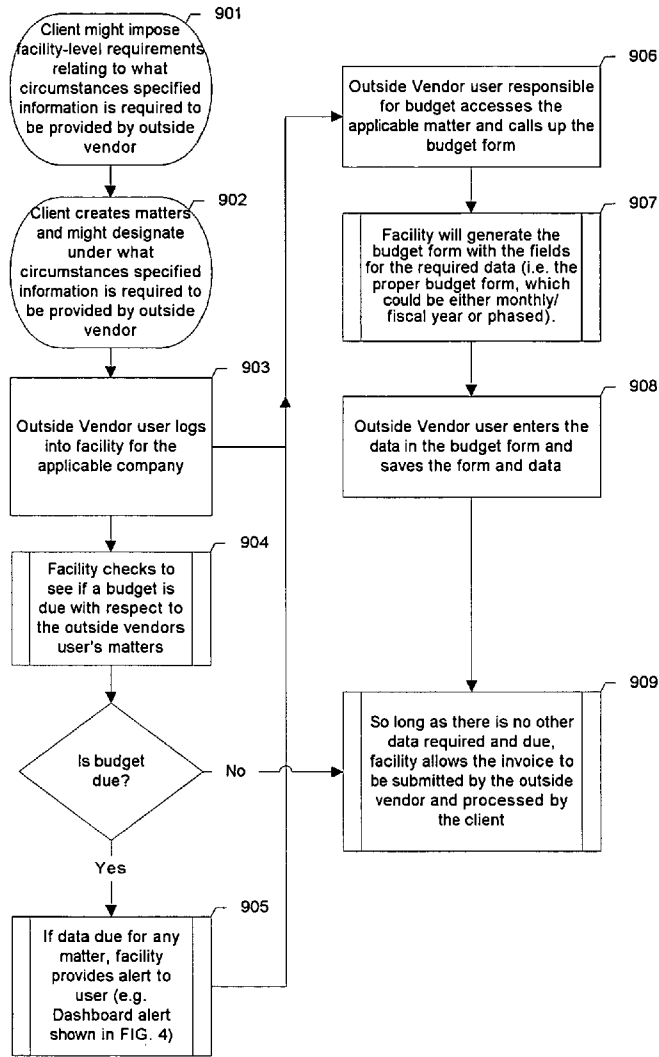 901
Client might impose
facility-level requirements
relating to what
circumstances specified
information is required to
be provided by outside
vendor
902
Client creates matters
and might designate
under what
circumstances specified
information is required to
be provided by outside
vendor
903
Outside Vendor user logs
into facility for the
applicable company
904
Facility checks to
see if a budget is
due with respect to
the outside vendors
user's matters
Is budget
due?
No
Yes
905
If data due for any
matter, facility
provides alert to
user (e.g.
Dashboard alert
shown in FIG. 4)
906
Outside Vendor user responsible
for budget accesses the
applicable matter and calls up the
budget form
907
Facility will generate the
budget form with the fields
for the required data (i.e. the
proper budget form, which
could be either monthly/
fiscal year or phased).
908
Outside Vendor user enters the
data in the budget form and
saves the form and data
909
So long as there is no other
data required and due,
facility allows the invoice to
be submitted by the outside
vendor and processed by
the client